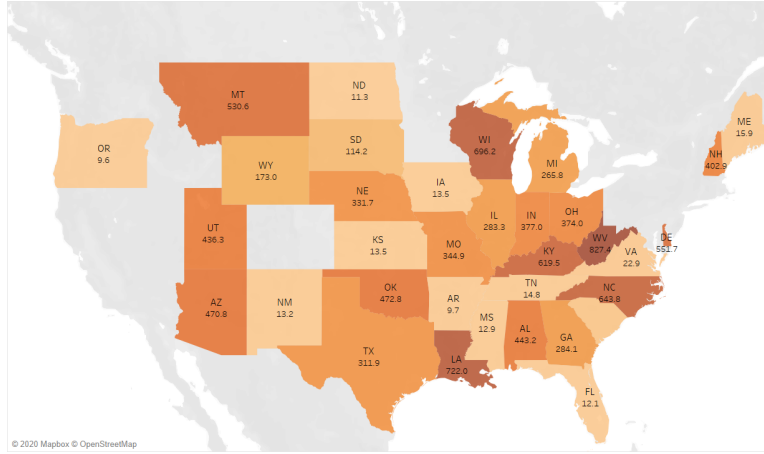 MT
530.6
ND
11.3
ME
15.9
OR
9.6
SD
114.2
WI
696.2
NH
402.9
WY
173.0
MI
265.8
NE
331.7
IA
13.5
UT
436.3
IL
283.3
IN
377.0
OH
374.0
KS
13.5
MO
344.9
KY
619.5
WV
827.4
VA
22.9
DE
551.7
AZ
470.8
NM
13.2
OK
472.8
AR
9.7
TN
14.8
NC
643.8
MS
12.9
AL
443.2
GA
284.1
TX
311.9
LA
722.0
FL
12.1
© 2020 Mapbox © OpenStreetMap